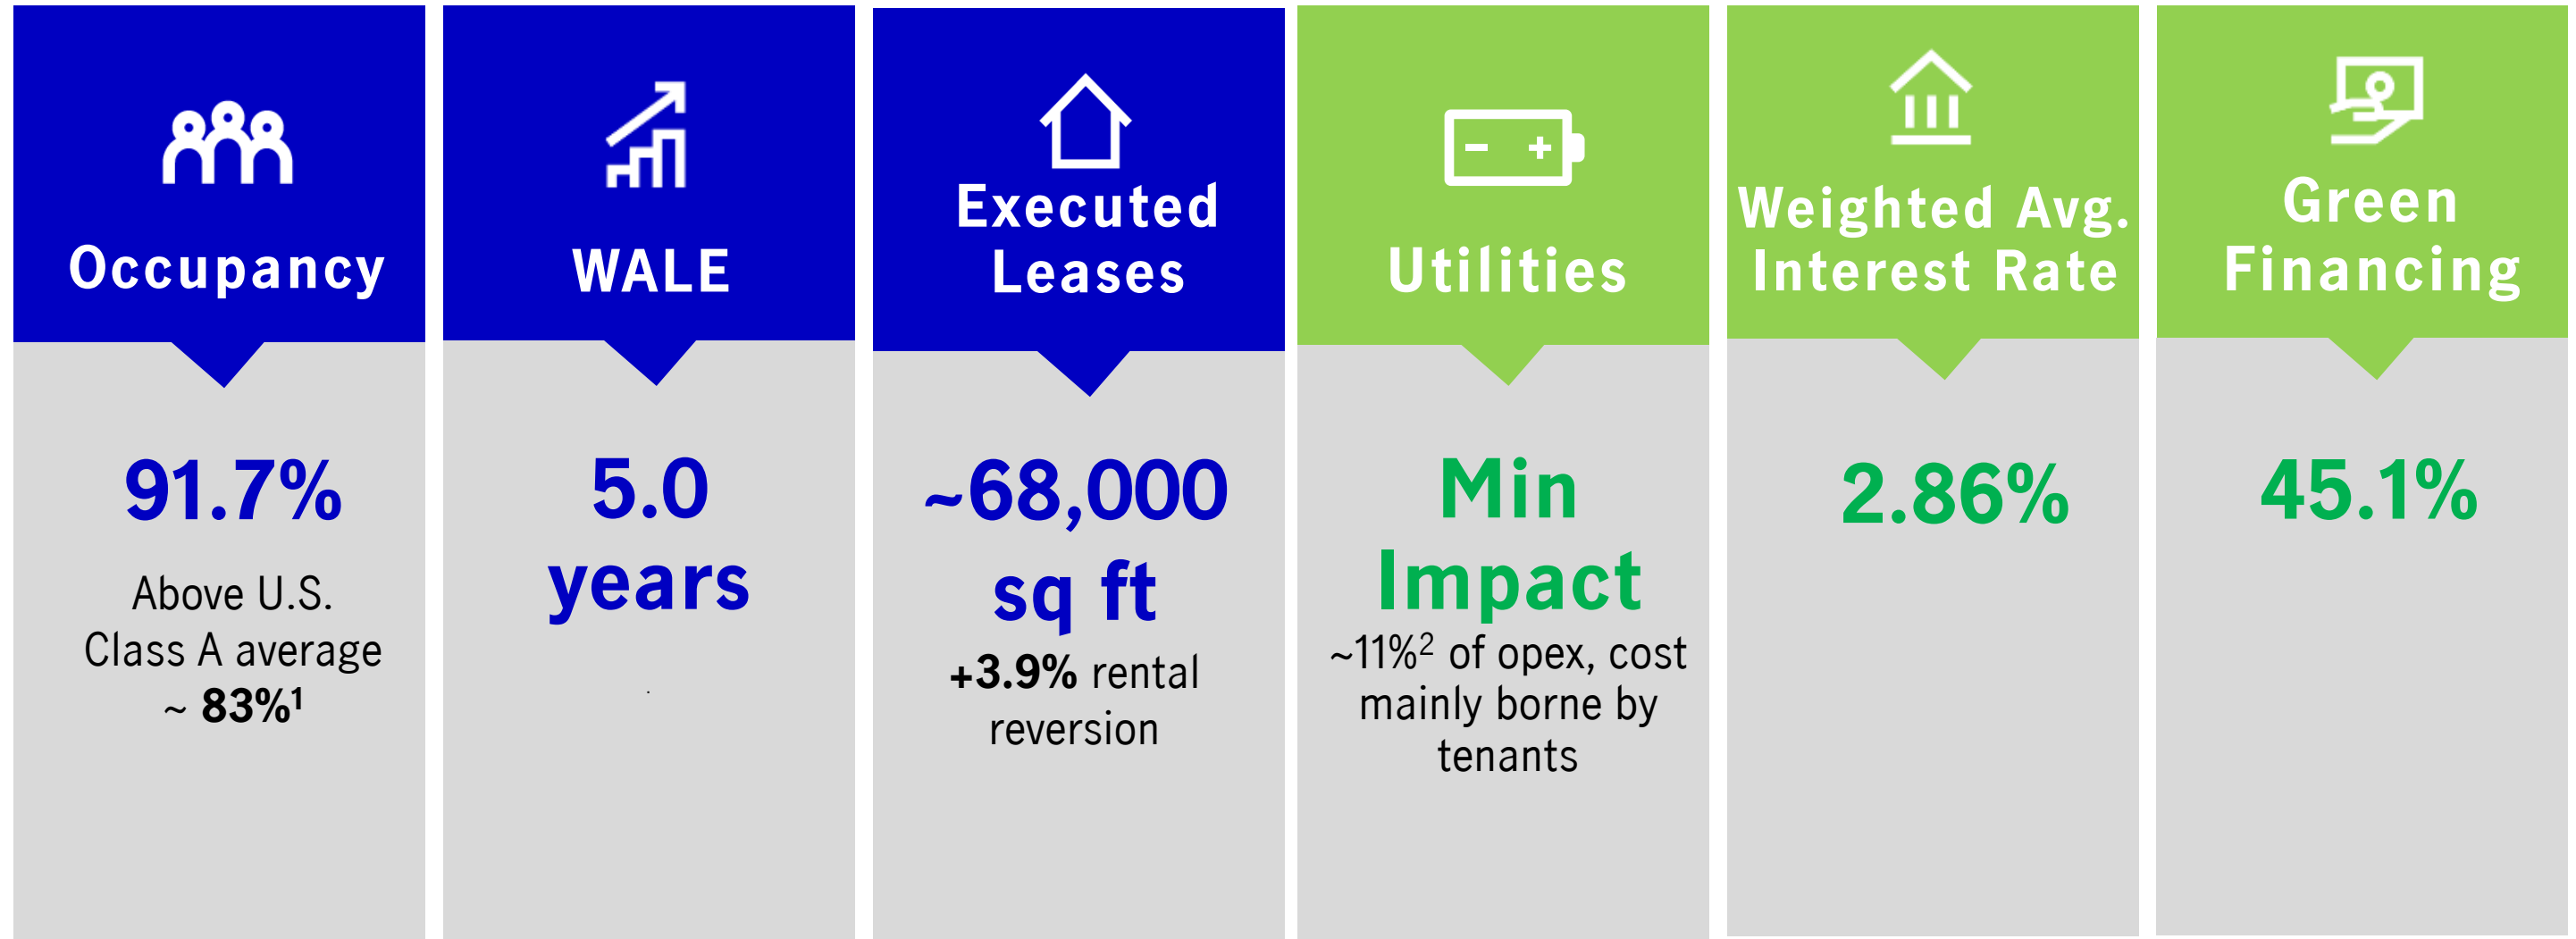 Occupancy
91.7%
Above U.S.
Class A average
~ 83%¹
WALE
5.0
years
.
Executed
Leases
~68,000
sq ft
+3.9% rental
reversion
Utilities
Min
Impact
~11%² of opex, cost
mainly borne by
tenants
Weighted Avg.
Interest Rate
2.86%
Green
Financing
45.1%